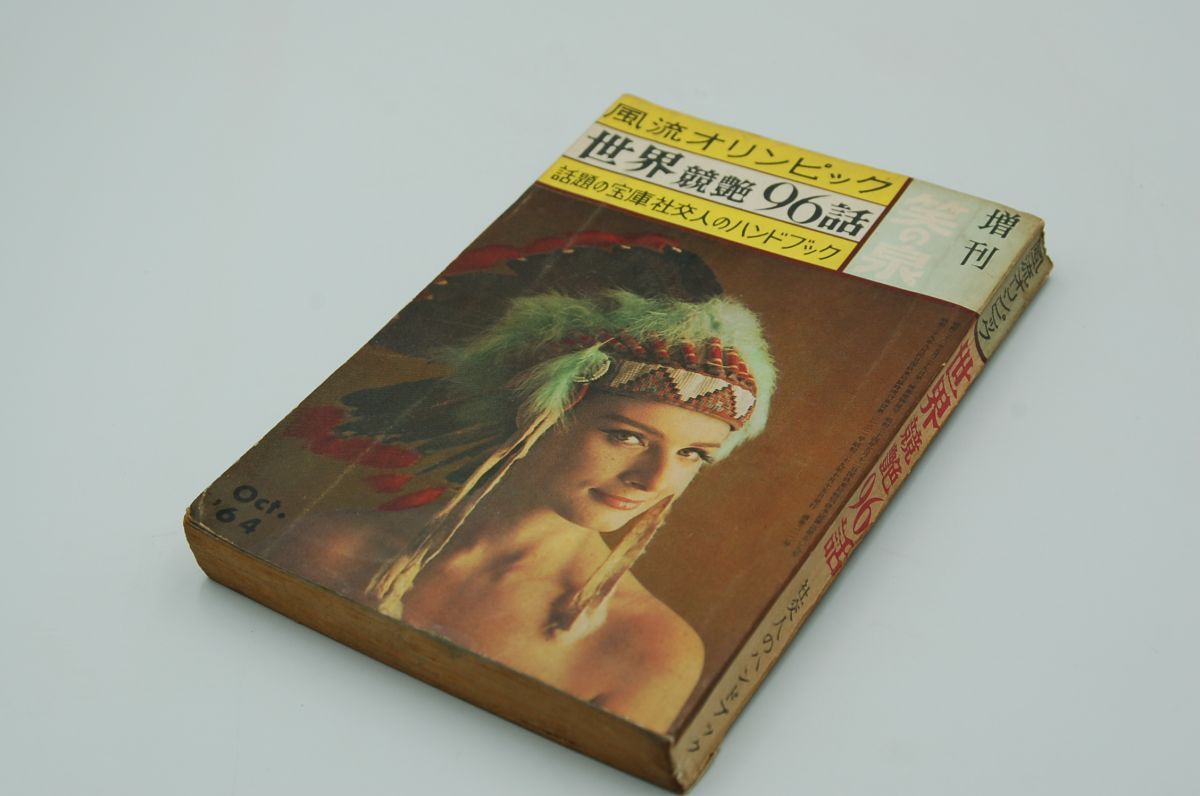 風流オリンピック
世界競艶96話
話題の宝庫社交人のハンドブック
笑の泉
増刊
Oct.
'64
風流オリンピック
世界競艶96話
社交人のハンドブック